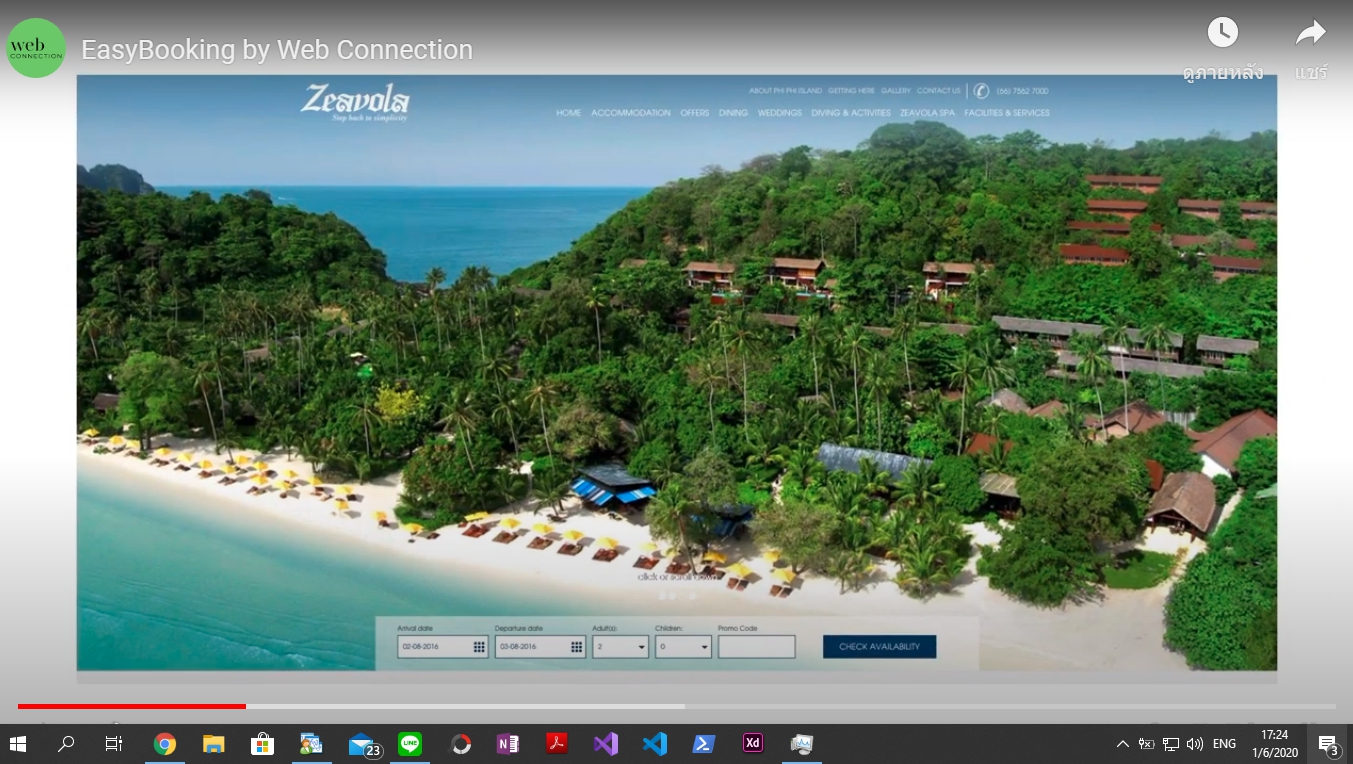 web
CONNECTION
EasyBooking by Web Connection
ดูภายหลัง
แชร์
Zeavola
Step back to simplicity
ABOUT PHI PHI ISLAND GETTING HERE GALLERY CONTACT US (66) 7562 7000
HOME ACCOMMODATION OFFERS DINING WEDDINGS DIVING & ACTIVITIES ZEAVOLA SPA FACILITIES & SERVICES
click or scroll down
Arrival date Departure date Adult(s): Children: Promo Code
02-08-2016 03-08-2016 2 0 CHECK AVAILABILITY
23 LINE N Xd ENG 17:24
1/6/2020 3